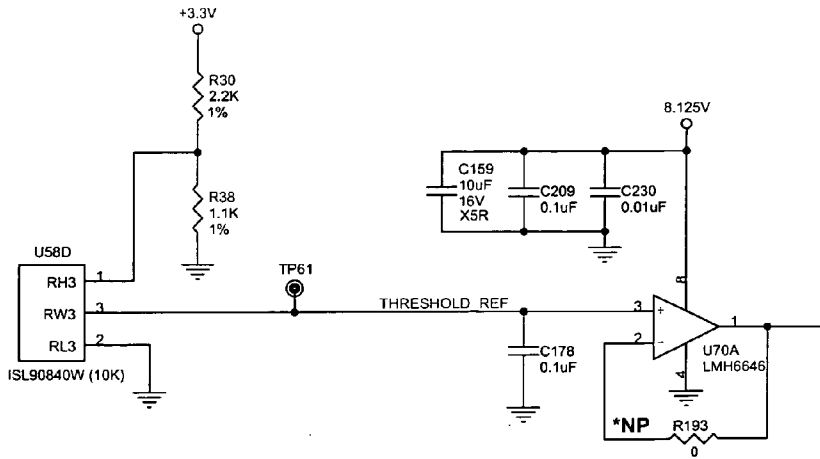 +3.3V
R30
2.2K
1%
R38
1.1K
1%
8.125V
C159
10uF
16V
X5R
C209
0.1uF
C230
0.01uF
U58D
RH3
1
RW3
3
RL3
2
ISL90840W (10K)
TP61
THRESHOLD_REF
C178
0.1uF
8
3
+
2
-
1
4
U70A
LMH6646
*NP
R193
0